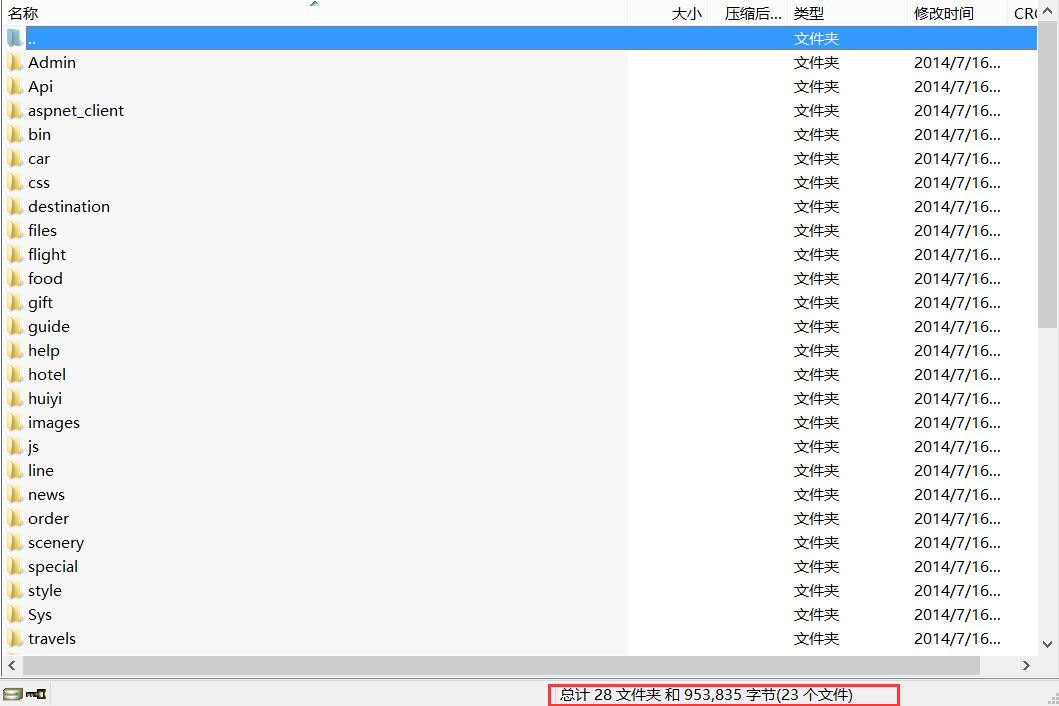 名称 大小 压缩后... 类型 修改时间 CRC
.. 文件夹
Admin 文件夹 2014/7/16...
Api 文件夹 2014/7/16...
aspnet_client 文件夹 2014/7/16...
bin 文件夹 2014/7/16...
car 文件夹 2014/7/16...
css 文件夹 2014/7/16...
destination 文件夹 2014/7/16...
files 文件夹 2014/7/16...
flight 文件夹 2014/7/16...
food 文件夹 2014/7/16...
gift 文件夹 2014/7/16...
guide 文件夹 2014/7/16...
help 文件夹 2014/7/16...
hotel 文件夹 2014/7/16...
huiyi 文件夹 2014/7/16...
images 文件夹 2014/7/16...
js 文件夹 2014/7/16...
line 文件夹 2014/7/16...
news 文件夹 2014/7/16...
order 文件夹 2014/7/16...
scenery 文件夹 2014/7/16...
special 文件夹 2014/7/16...
style 文件夹 2014/7/16...
Sys 文件夹 2014/7/16...
travels 文件夹 2014/7/16...
总计 28 文件夹 和 953,835 字节(23 个文件)